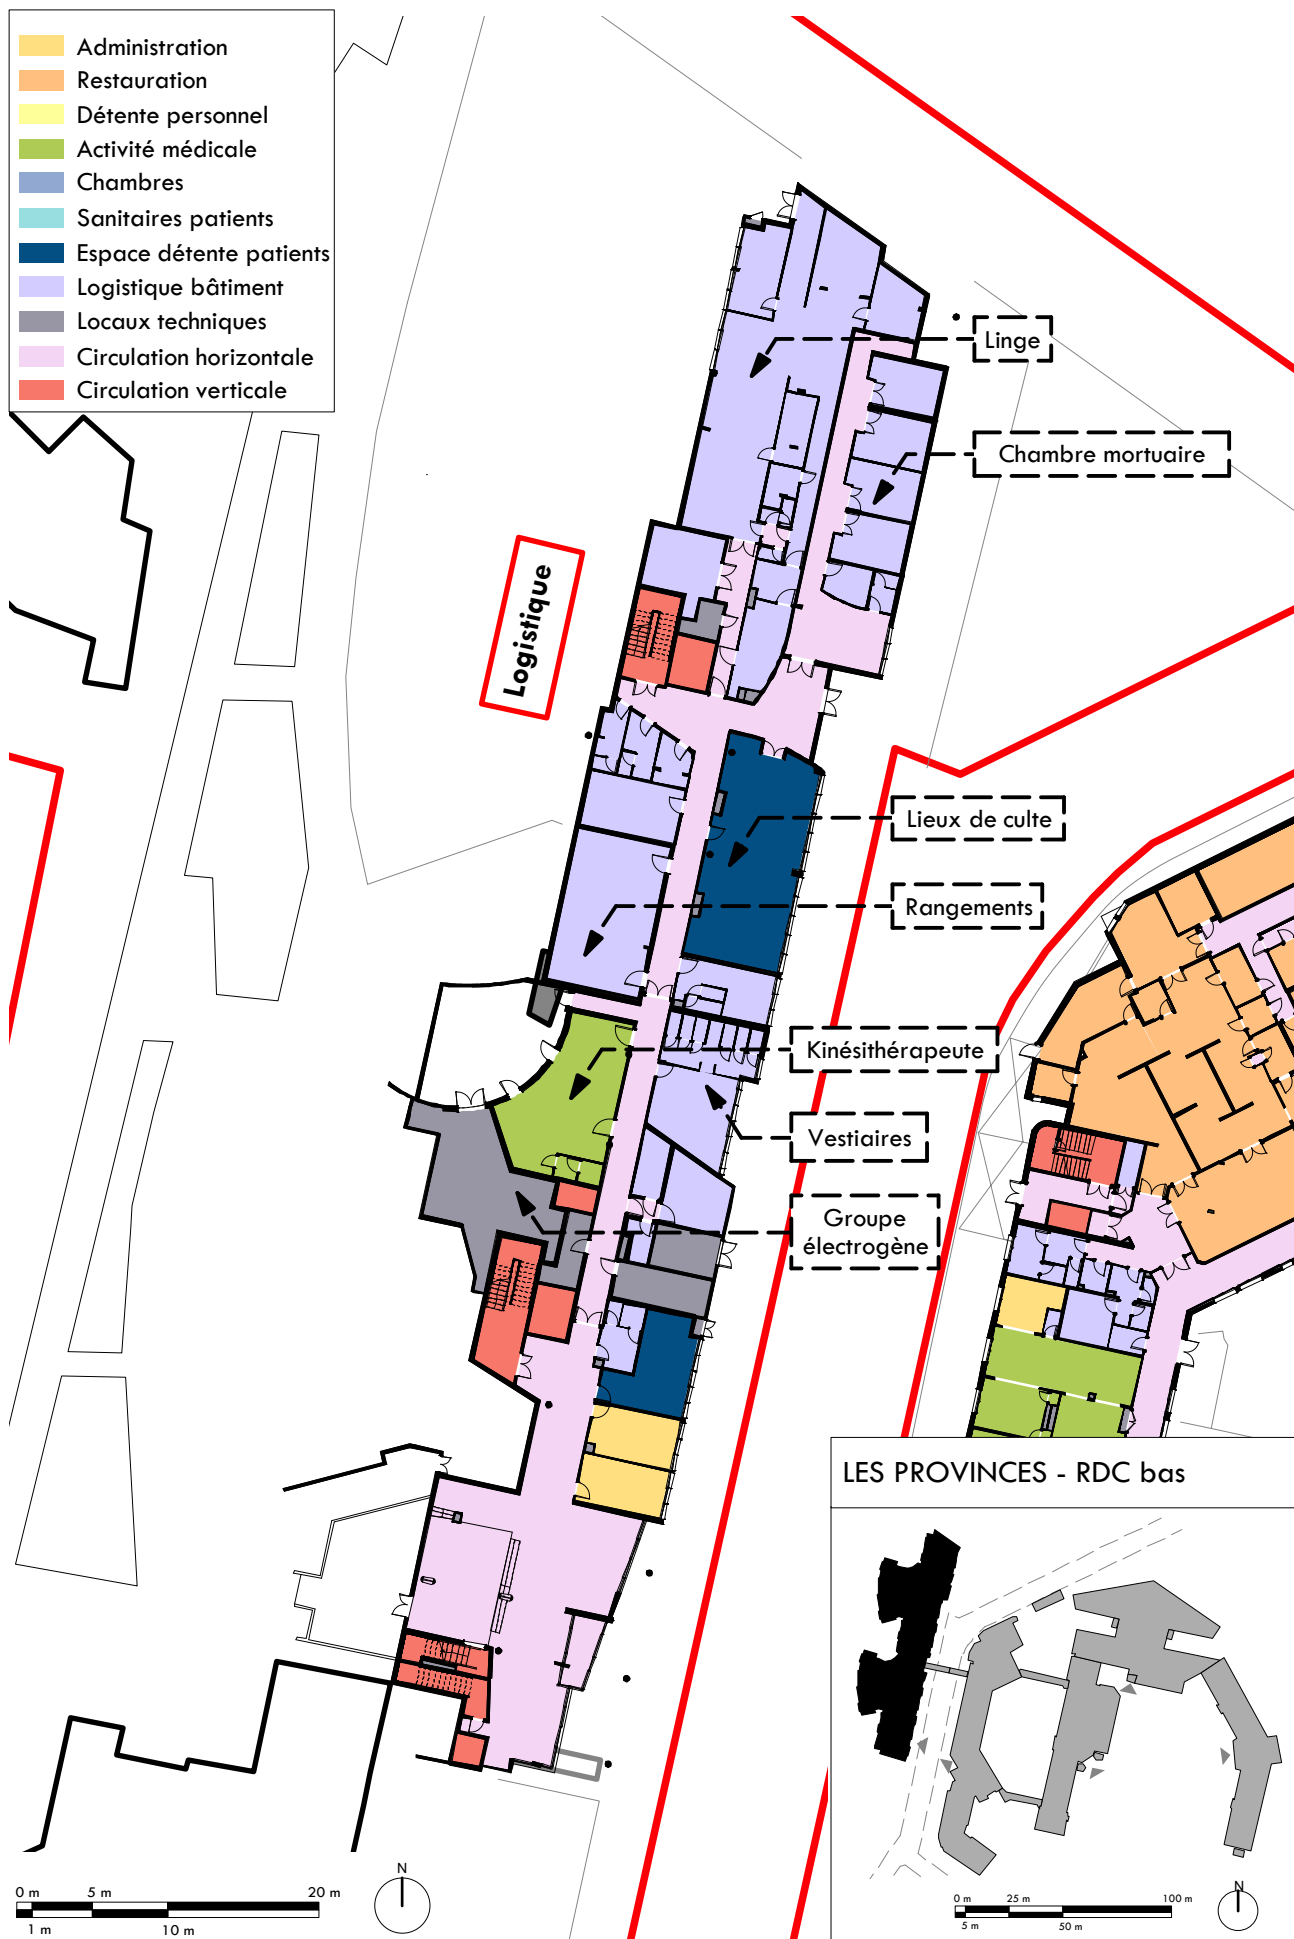 Administration
Restauration
Détente personnel
Activité médicale
Chambres
Sanitaires patients
Espace détente patients
Logistique bâtiment
Locaux techniques
Circulation horizontale
Circulation verticale
Linge
Chambre mortuaire
Logistique
Lieux de culte
Rangements
Kinésithérapeute
Vestiaires
Groupe
électrogène
LES PROVINCES - RDC bas
N
0 m 5 m 20 m
1 m 10 m
N
0 m 25 m 100 m
5 m 50 m